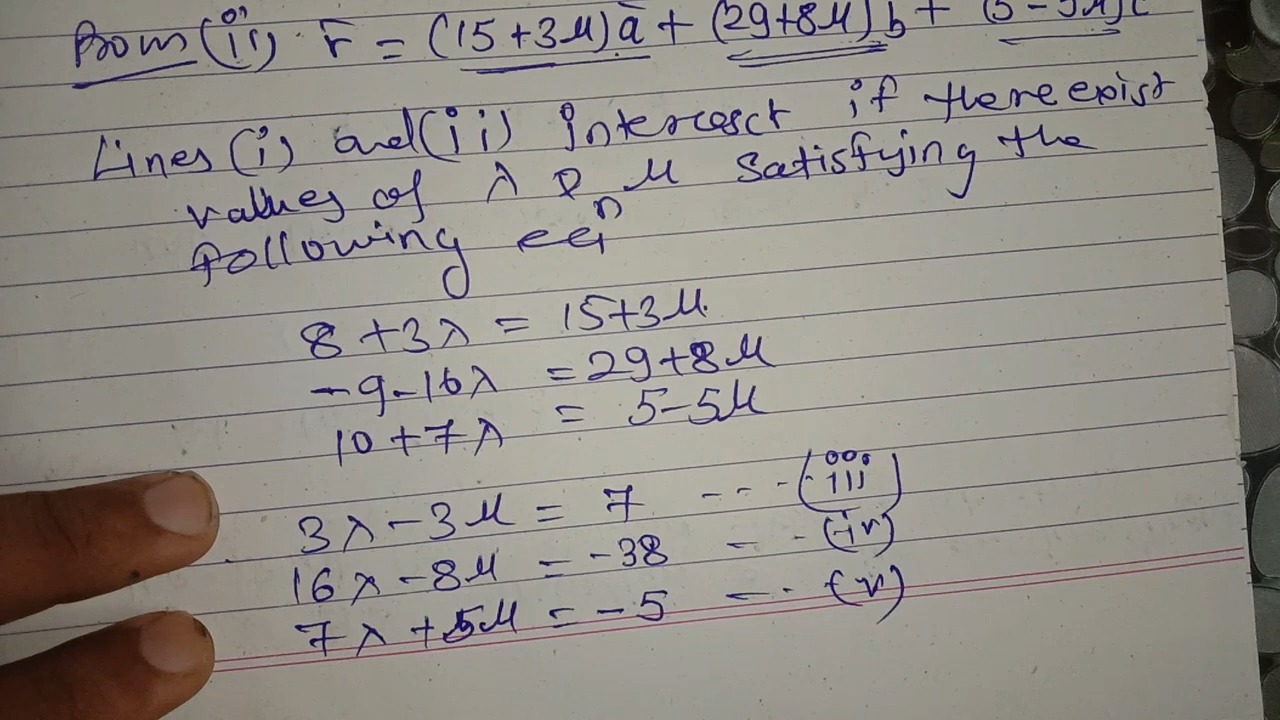 From (ii) r̄ = (15+3μ)ā + (29+8μ)b + (5-5μ)c
Lines (i) and (ii) intersect if there exist
values of λ & μ satisfying the
following eqn
8+3λ = 15+3μ
-9-16λ = 29+8μ
10+7λ = 5-5μ
3λ-3μ = 7 --- (iii)
16λ-8μ = -38 -- (iv)
7λ+5μ = -5 -- (v)